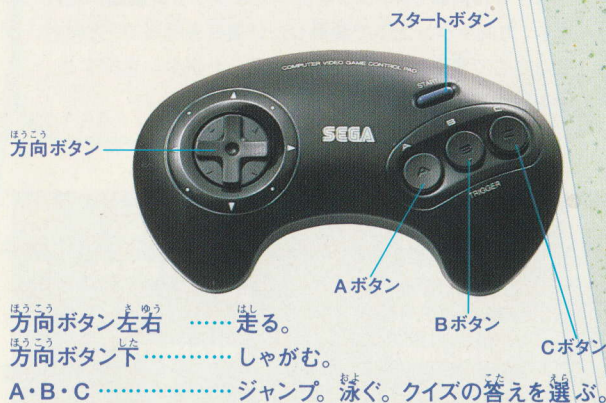 スタートボタン
COMPUTER VIDEO GAME CONTROL PAD
START
方向ボタン
SEGA
A B C
A B C
TRIGGER
Aボタン
Bボタン
Cボタン
方向ボタン左右 ……走る。
方向ボタン下…………しゃがむ。
A・B・C………………ジャンプ。泳ぐ。クイズの答えを選ぶ。